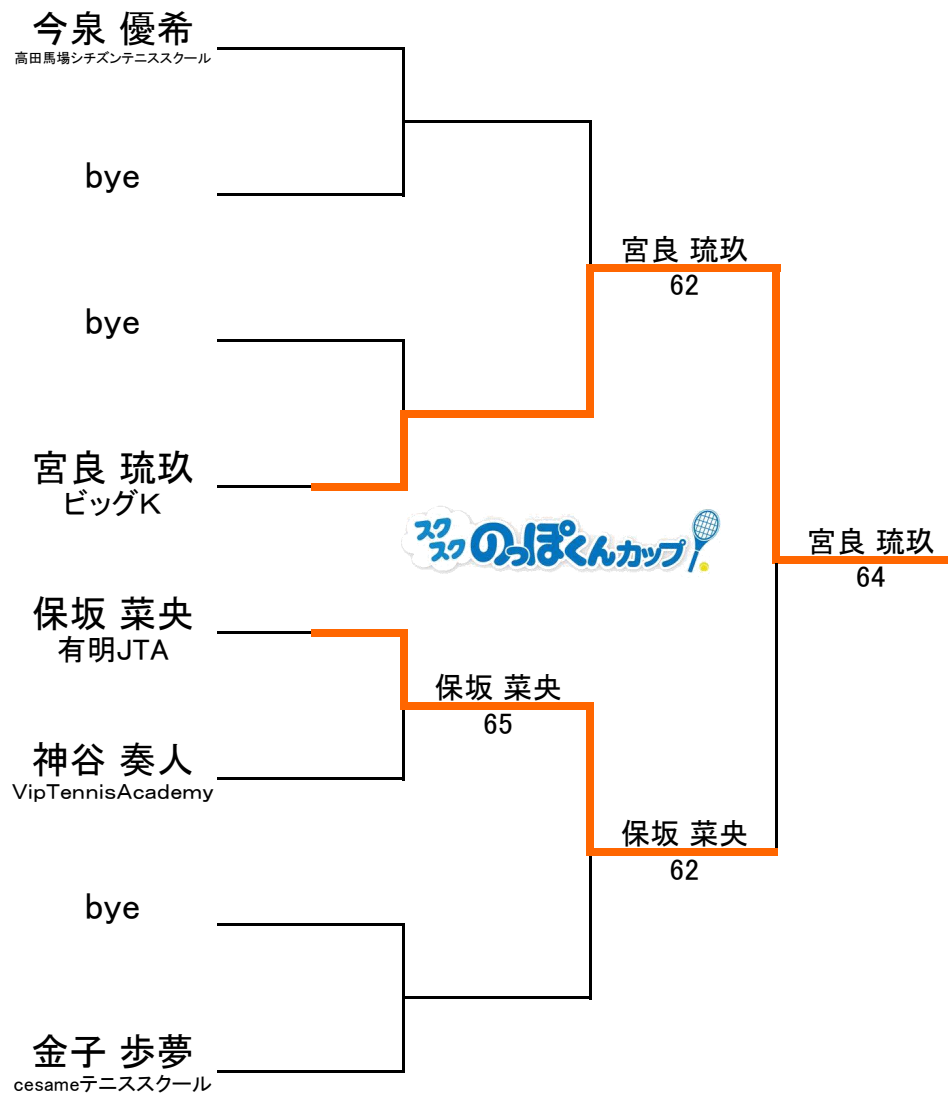 今泉 優希
高田馬場シチズンテニススクール
bye
bye
宮良 琉玖
62
宮良 琉玖
ビッグK
スクスクのっぽくんカップ
宮良 琉玖
64
保坂 菜央
有明JTA
保坂 菜央
65
神谷 奏人
VipTennisAcademy
保坂 菜央
62
bye
金子 歩夢
cesameテニススクール